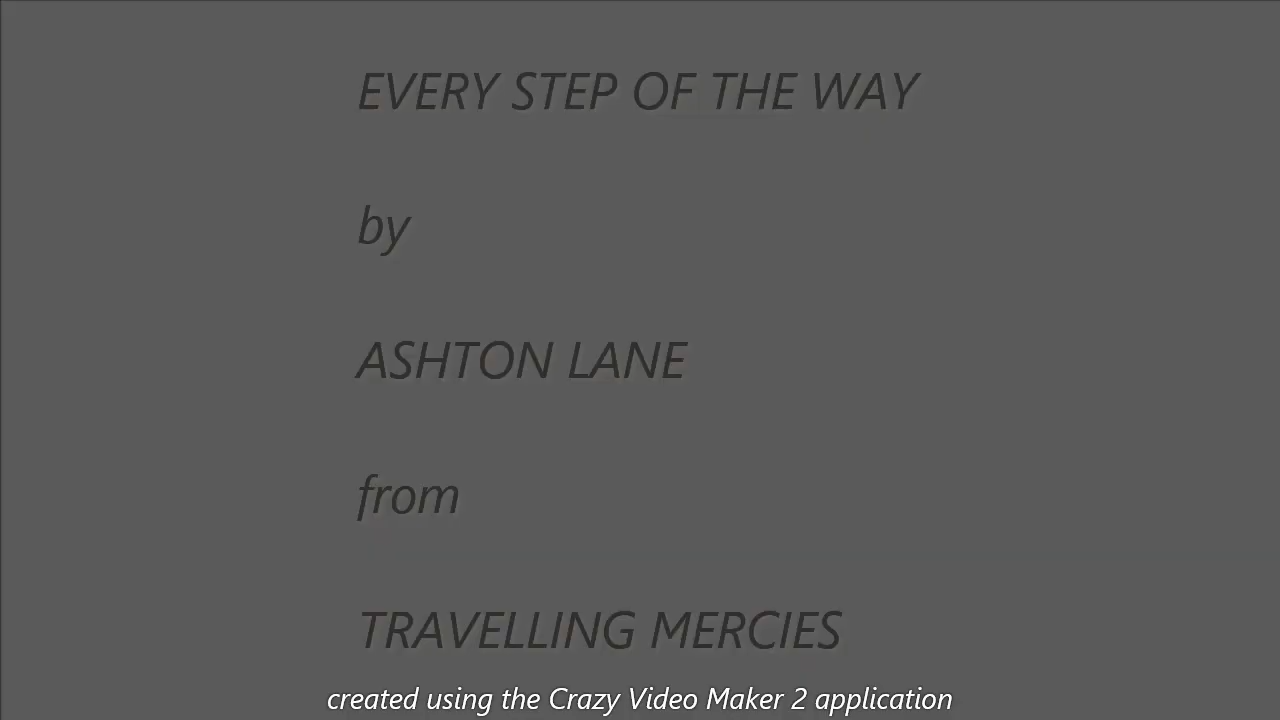 EVERY STEP OF THE WAY
by
ASHTON LANE
from
TRAVELLING MERCIES
created using the Crazy Video Maker 2 application